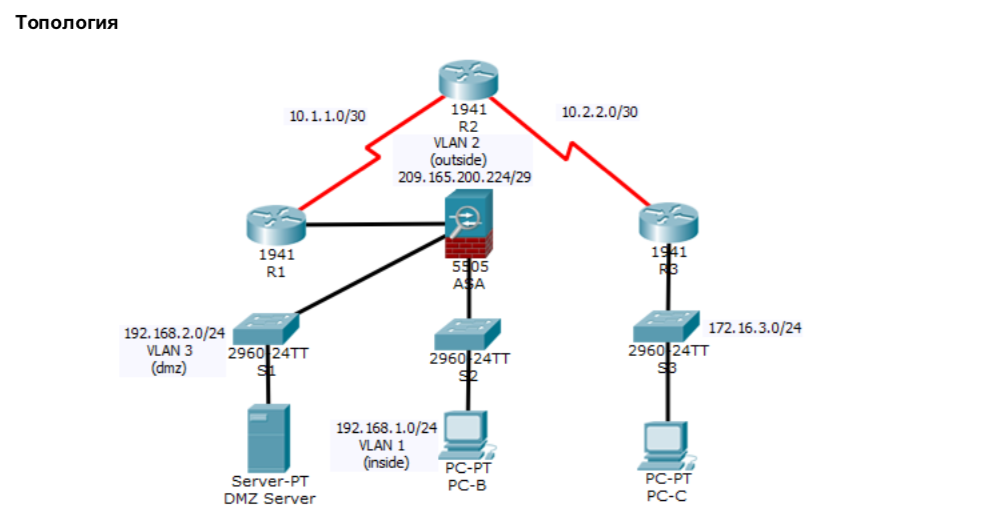 Топология
1941
R2
10.1.1.0/30
10.2.2.0/30
VLAN 2
(outside)
209.165.200.224/29
1941
R1
5505
ASA
1941
R3
192.168.2.0/24
VLAN 3
(dmz)
2960-24TT
S1
2960-24TT
S2
2960-24TT
S3
172.16.3.0/24
192.168.1.0/24
VLAN 1
(inside)
Server-PT
DMZ Server
PC-PT
PC-B
PC-PT
PC-C